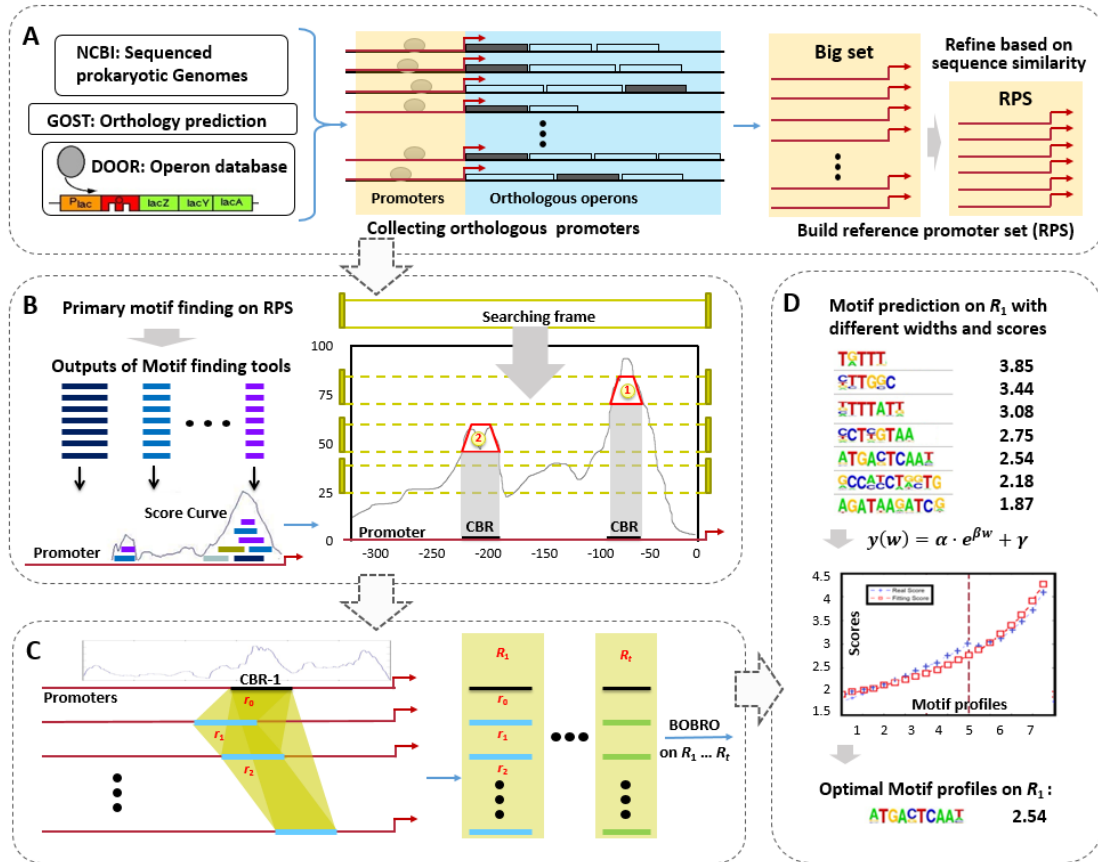 A
NCBI: Sequenced
prokaryotic Genomes
GOST: Orthology prediction
DOOR: Operon database
Plac
lacZ
lacY
lacA
Promoters
Orthologous operons
Collecting orthologous promoters
Big set
Refine based on
sequence similarity
RPS
Build reference promoter set (RPS)
B
Primary motif finding on RPS
Outputs of Motif finding tools
Score Curve
Promoter
Searching frame
100
75
50
25
0
1
2
Promoter
CBR
CBR
-300
-250
-200
-150
-100
-50
0
C
CBR-1
Promoters
r0
r1
r2
R1
r0
r1
r2
Rt
BOBRO
on R1 ... Rt
D
Motif prediction on R1 with
different widths and scores
TGTTT 3.85
CTTGGC 3.44
TTTTATT 3.08
CCTCGTAA 2.75
ATGACTCAAT 2.54
GCCATCCTGGTG 2.18
AGATAAGATCG 1.87
y(w) = α · e^βw + γ
4.5
4
3.5
3
2.5
2
1.5
Scores
Real Score
Fitting Score
Motif profiles
1 2 3 4 5 6 7
Optimal Motif profiles on R1:
ATGACTCAAT 2.54